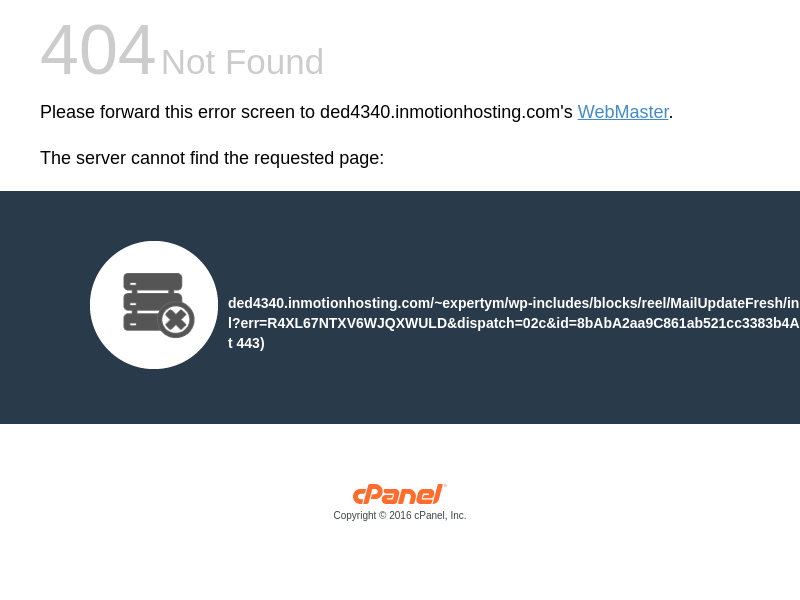 404 Not Found
Please forward this error screen to ded4340.inmotionhosting.com's WebMaster.
The server cannot find the requested page:
ded4340.inmotionhosting.com/~expertym/wp-includes/blocks/reel/MailUpdateFresh/in
l?err=R4XL67NTXV6WJQXWULD&dispatch=02c&id=8bAbA2aa9C861ab521cc3383b4A
t 443)
cPanel
Copyright © 2016 cPanel, Inc.